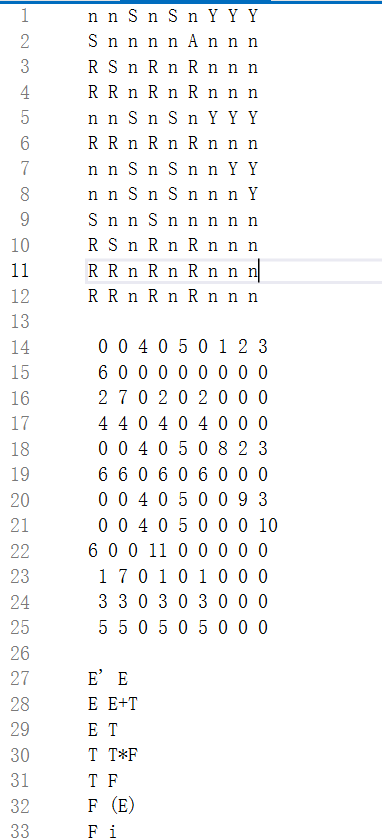 1 n n S n S n Y Y Y
2 S n n n n A n n n
3 R S n R n R n n n
4 R R n R n R n n n
5 n n S n S n Y Y Y
6 R R n R n R n n n
7 n n S n S n n Y Y
8 n n S n S n n n Y
9 S n n S n n n n n
10 R S n R n R n n n
11 R R n R n R n n n
12 R R n R n R n n n
13
14 0 0 4 0 5 0 1 2 3
15 6 0 0 0 0 0 0 0 0
16 2 7 0 2 0 2 0 0 0
17 4 4 0 4 0 4 0 0 0
18 0 0 4 0 5 0 8 2 3
19 6 6 0 6 0 6 0 0 0
20 0 0 4 0 5 0 0 9 3
21 0 0 4 0 5 0 0 0 10
22 6 0 0 11 0 0 0 0 0
23 1 7 0 1 0 1 0 0 0
24 3 3 0 3 0 3 0 0 0
25 5 5 0 5 0 5 0 0 0
26
27 E' E
28 E E+T
29 E T
30 T T*F
31 T F
32 F (E)
33 F i